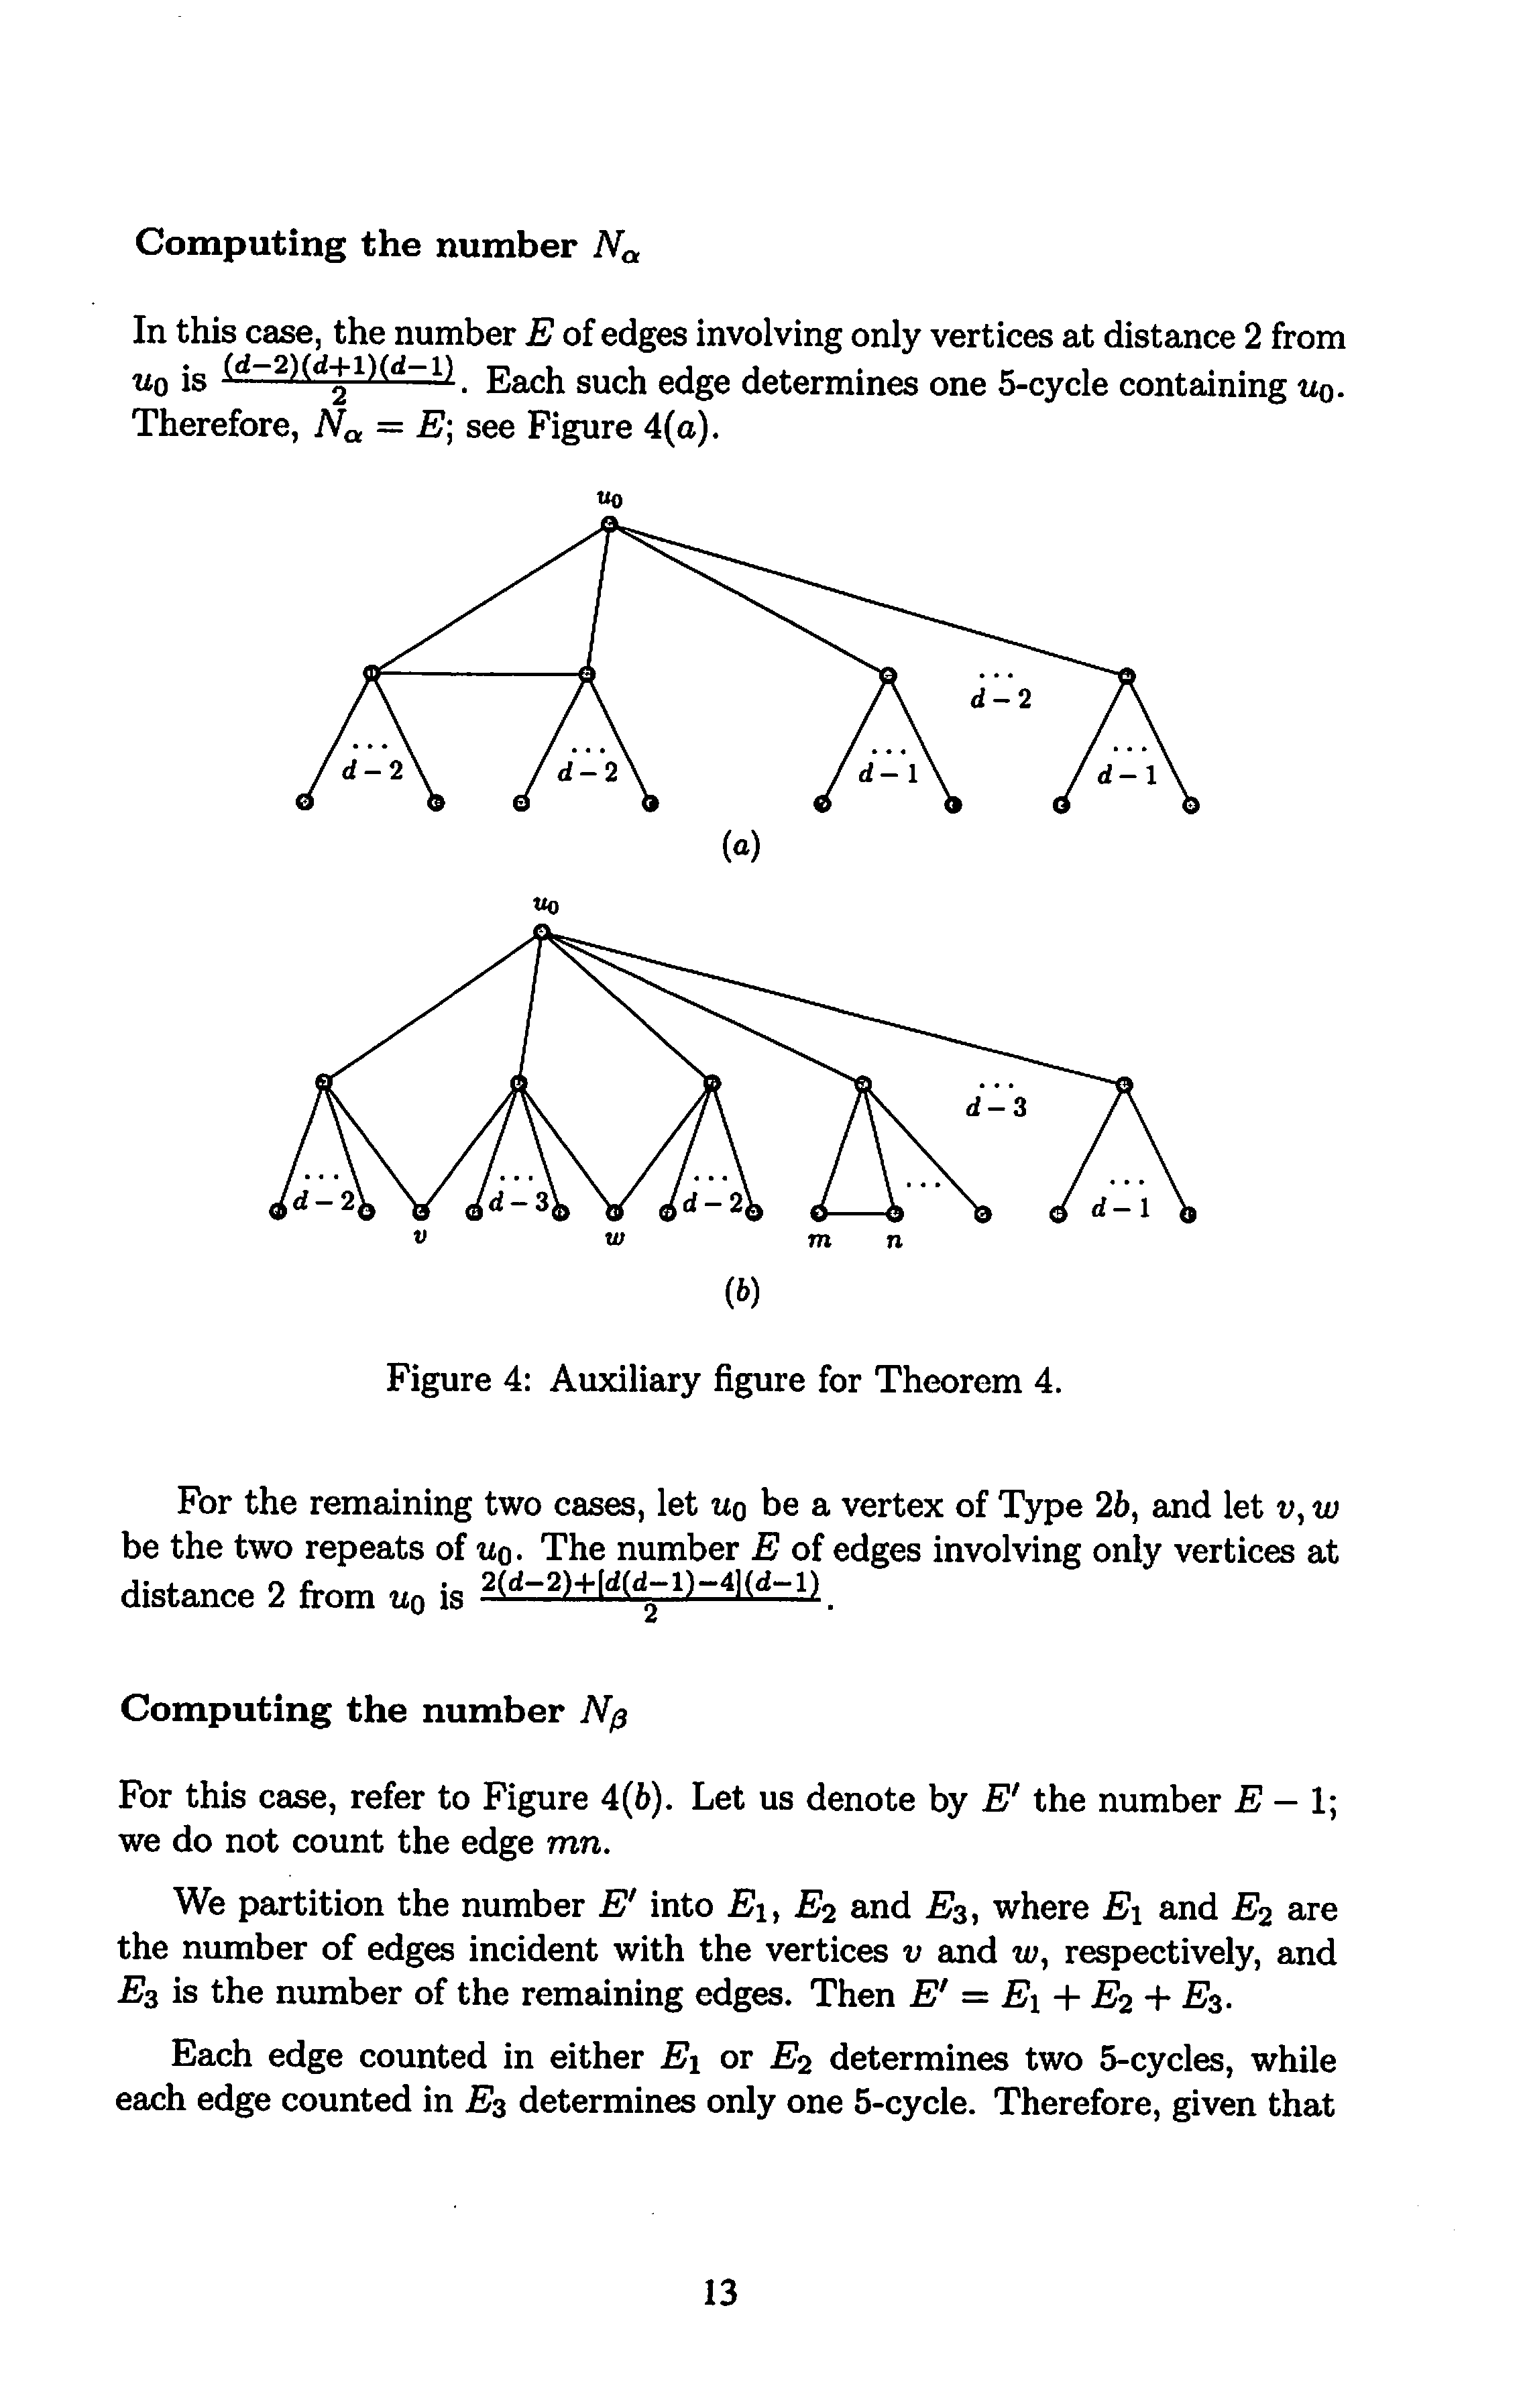 Computing the number N_α
In this case, the number E of edges involving only vertices at distance 2 from
u_0 is \frac{(d-2)(d+1)(d-1)}{2}. Each such edge determines one 5-cycle containing u_0.
Therefore, N_α = E; see Figure 4(a).
u_0
...
d − 2
... ... ... ...
d − 2 d − 2 d − 1 d − 1
(a)
u_0
...
d − 3
... ... ... ... ...
d − 2 d − 3 d − 2 d − 1
v w m n
(b)
Figure 4: Auxiliary figure for Theorem 4.
For the remaining two cases, let u_0 be a vertex of Type 2b, and let v, w
be the two repeats of u_0. The number E of edges involving only vertices at
distance 2 from u_0 is \frac{2(d-2)+[d(d-1)-4](d-1)}{2}.
Computing the number N_β
For this case, refer to Figure 4(b). Let us denote by E′ the number E − 1;
we do not count the edge mn.
We partition the number E′ into E_1, E_2 and E_3, where E_1 and E_2 are
the number of edges incident with the vertices v and w, respectively, and
E_3 is the number of the remaining edges. Then E′ = E_1 + E_2 + E_3.
Each edge counted in either E_1 or E_2 determines two 5-cycles, while
each edge counted in E_3 determines only one 5-cycle. Therefore, given that
13